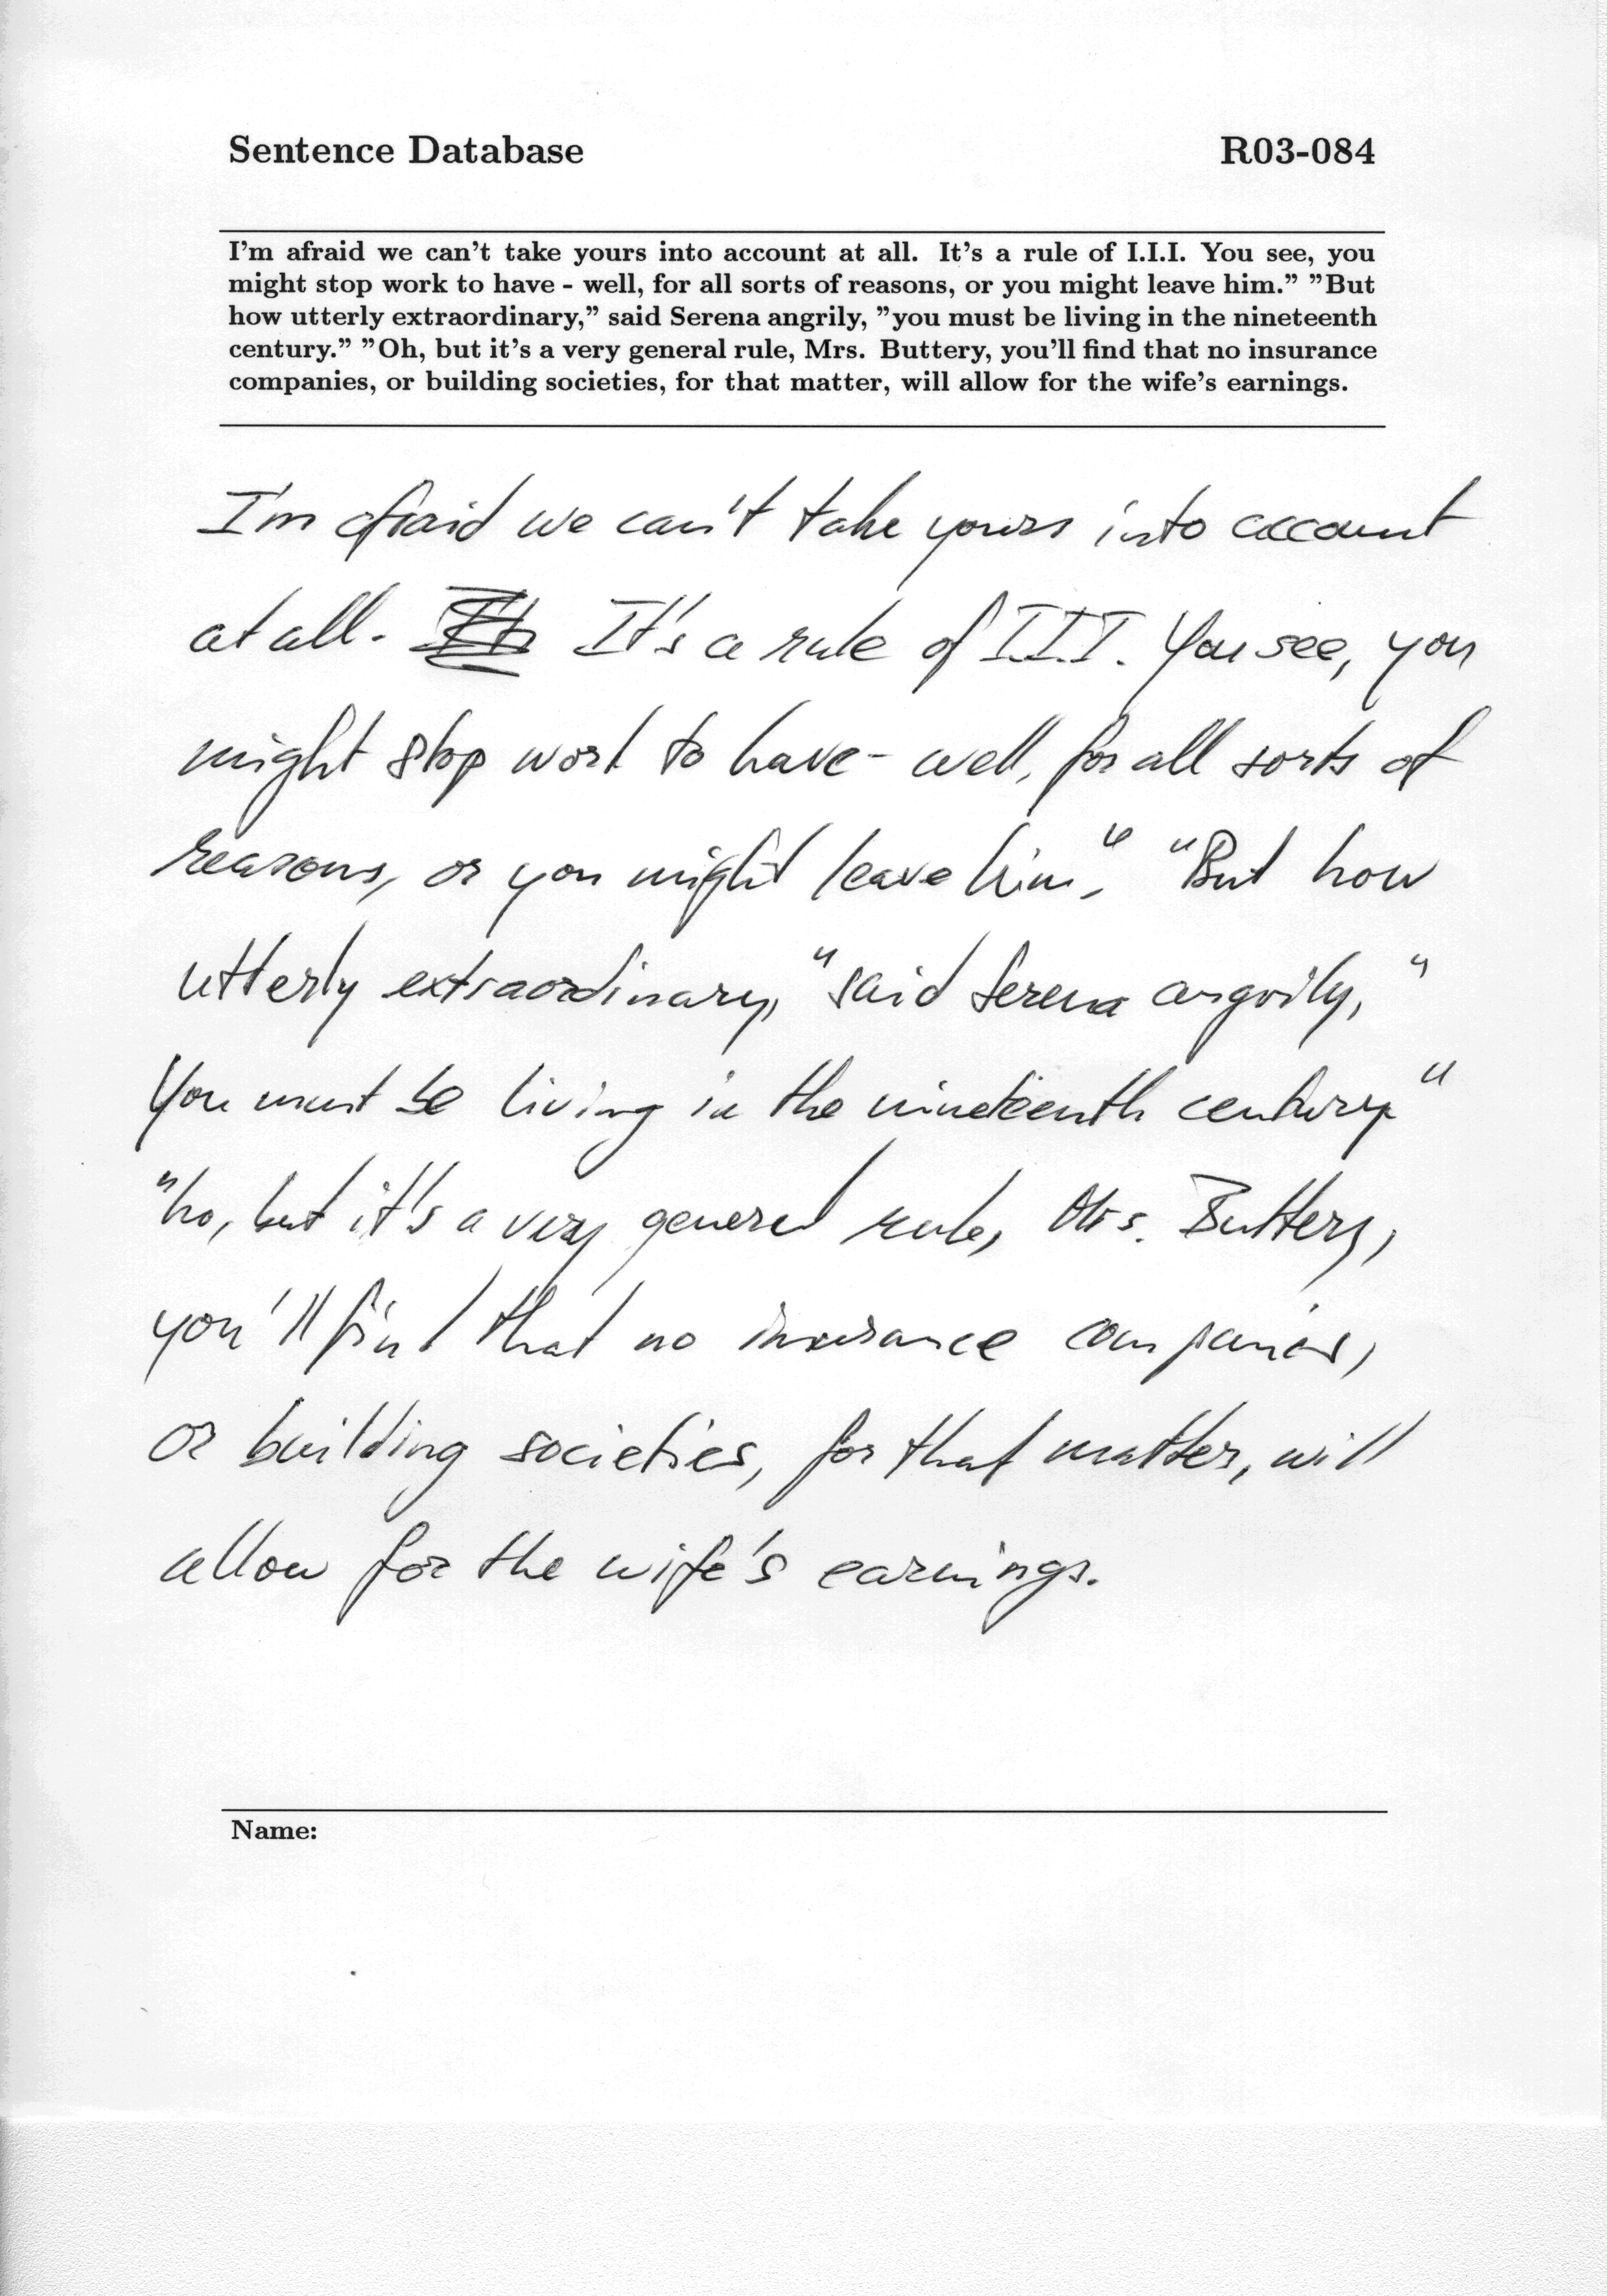 Sentence Database R03-084
I'm afraid we can't take yours into account at all. It's a rule of I.I.I. You see, you
might stop work to have - well, for all sorts of reasons, or you might leave him.” ”But
how utterly extraordinary,” said Serena angrily, ”you must be living in the nineteenth
century.” ”Oh, but it's a very general rule, Mrs. Buttery, you'll find that no insurance
companies, or building societies, for that matter, will allow for the wife's earnings.
I'm afraid we can't take yours into account
at all. It's a rule of I.I.I. You see, you
might stop work to have - well, for all sorts of
reasons, or you might leave him." "But how
utterly extraordinary," said Serena angrily, "
You must be living in the nineteenth century"
"ho, but it's a very general rule, Mrs. Buttery,
you'll find that no insurance companies,
or building societies, for that matter, will
allow for the wife's earnings.
Name: